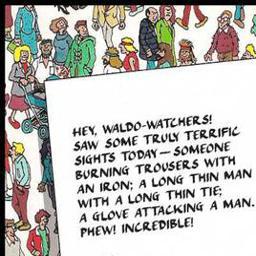 HEY, WALDO-WATCHERS!
SAW SOME TRULY TERRIFIC
SIGHTS TODAY — SOMEONE
BURNING TROUSERS WITH
AN IRON; A LONG THIN MAN
WITH A LONG THIN TIE;
A GLOVE ATTACKING A MAN.
PHEW! INCREDIBLE!